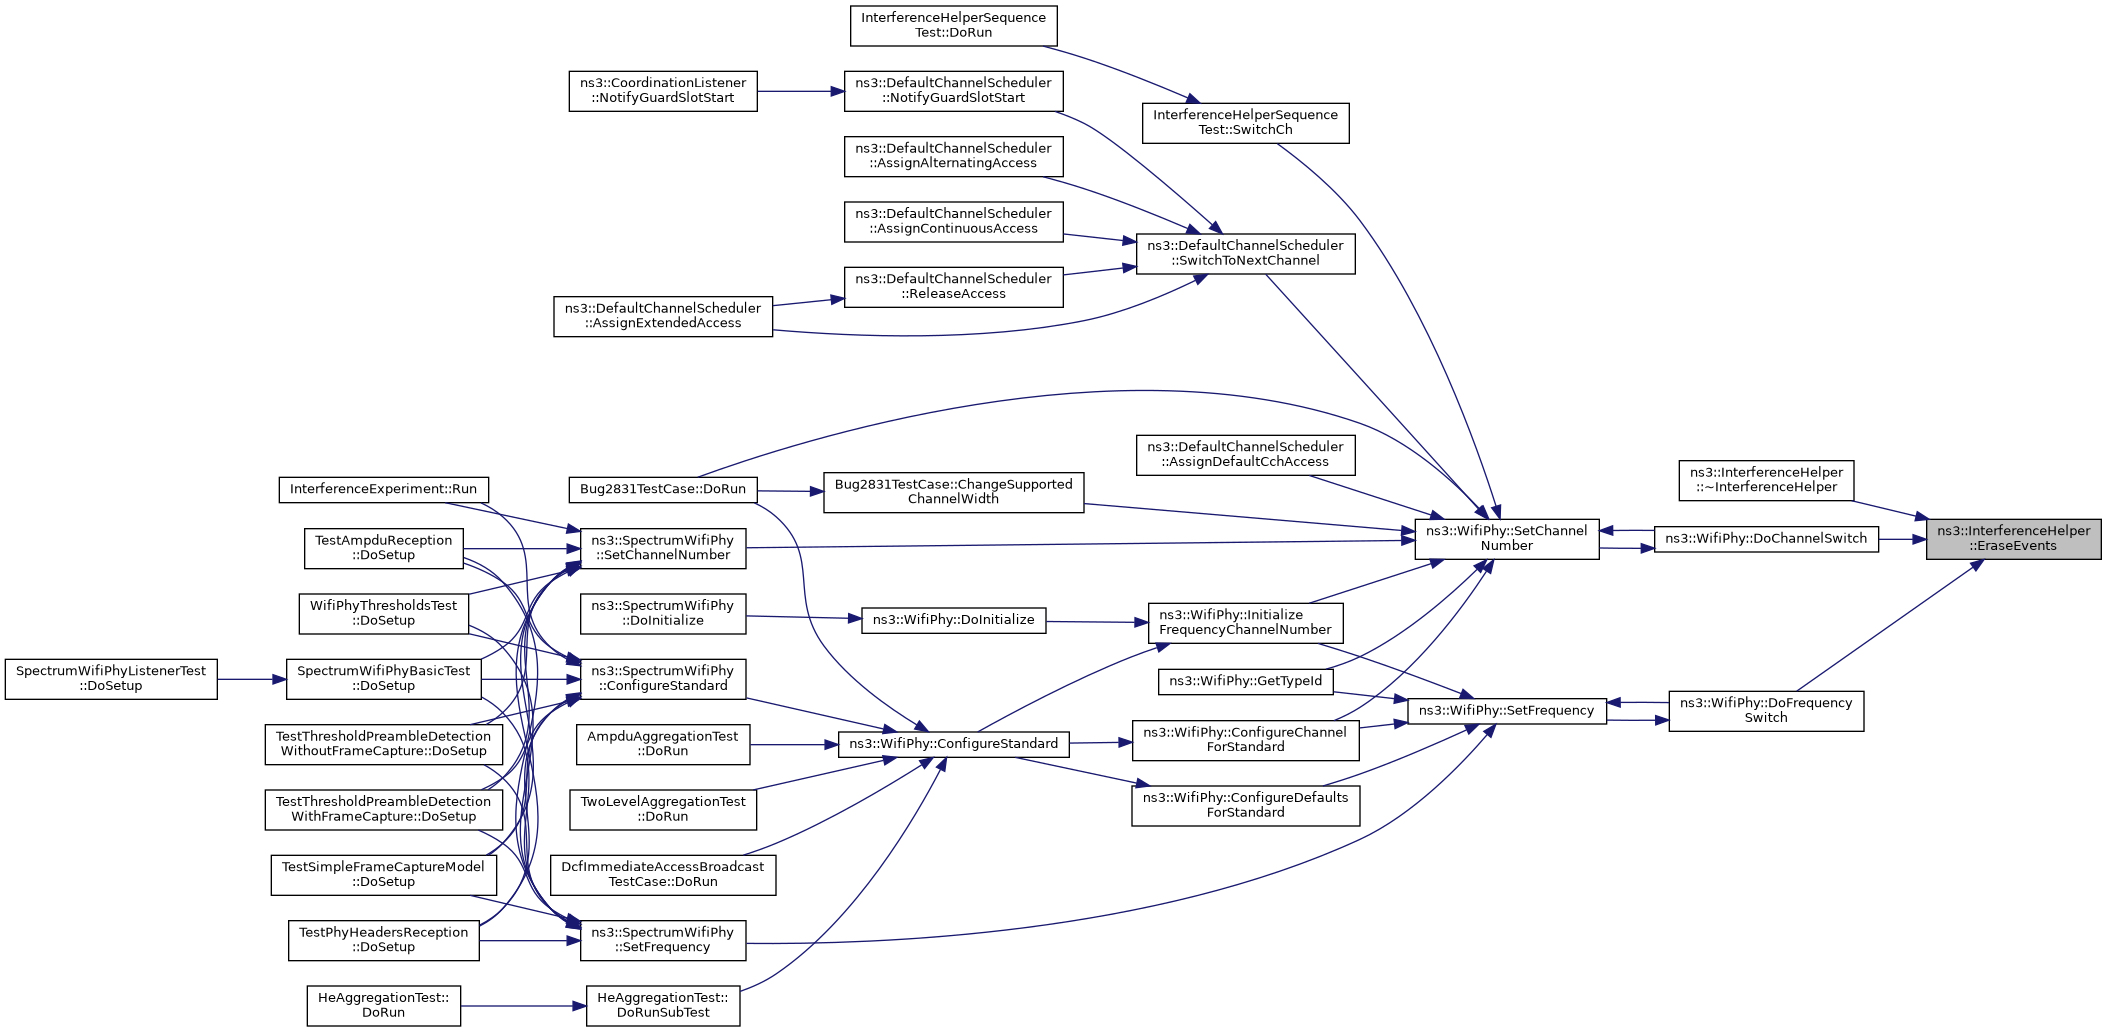 InterferenceHelperSequence
Test::DoRun
ns3::CoordinationListener
::NotifyGuardSlotStart
ns3::DefaultChannelScheduler
::NotifyGuardSlotStart
InterferenceHelperSequence
Test::SwitchCh
ns3::DefaultChannelScheduler
::AssignAlternatingAccess
ns3::DefaultChannelScheduler
::AssignContinuousAccess
ns3::DefaultChannelScheduler
::SwitchToNextChannel
ns3::DefaultChannelScheduler
::ReleaseAccess
ns3::DefaultChannelScheduler
::AssignExtendedAccess
ns3::DefaultChannelScheduler
::AssignDefaultCchAccess
ns3::InterferenceHelper
::~InterferenceHelper
InterferenceExperiment::Run
Bug2831TestCase::DoRun
Bug2831TestCase::ChangeSupported
ChannelWidth
ns3::WifiPhy::SetChannel
Number
ns3::WifiPhy::DoChannelSwitch
ns3::InterferenceHelper
::EraseEvents
TestAmpduReception
::DoSetup
ns3::SpectrumWifiPhy
::SetChannelNumber
WifiPhyThresholdsTest
::DoSetup
ns3::SpectrumWifiPhy
::DoInitialize
ns3::WifiPhy::DoInitialize
ns3::WifiPhy::Initialize
FrequencyChannelNumber
SpectrumWifiPhyListenerTest
::DoSetup
SpectrumWifiPhyBasicTest
::DoSetup
ns3::SpectrumWifiPhy
::ConfigureStandard
ns3::WifiPhy::GetTypeId
ns3::WifiPhy::SetFrequency
ns3::WifiPhy::DoFrequency
Switch
TestThresholdPreambleDetection
WithoutFrameCapture::DoSetup
AmpduAggregationTest
::DoRun
ns3::WifiPhy::ConfigureStandard
ns3::WifiPhy::ConfigureChannel
ForStandard
TestThresholdPreambleDetection
WithFrameCapture::DoSetup
TwoLevelAggregationTest
::DoRun
ns3::WifiPhy::ConfigureDefaults
ForStandard
TestSimpleFrameCaptureModel
::DoSetup
DcfImmediateAccessBroadcast
TestCase::DoRun
TestPhyHeadersReception
::DoSetup
ns3::SpectrumWifiPhy
::SetFrequency
HeAggregationTest::
DoRun
HeAggregationTest::
DoRunSubTest